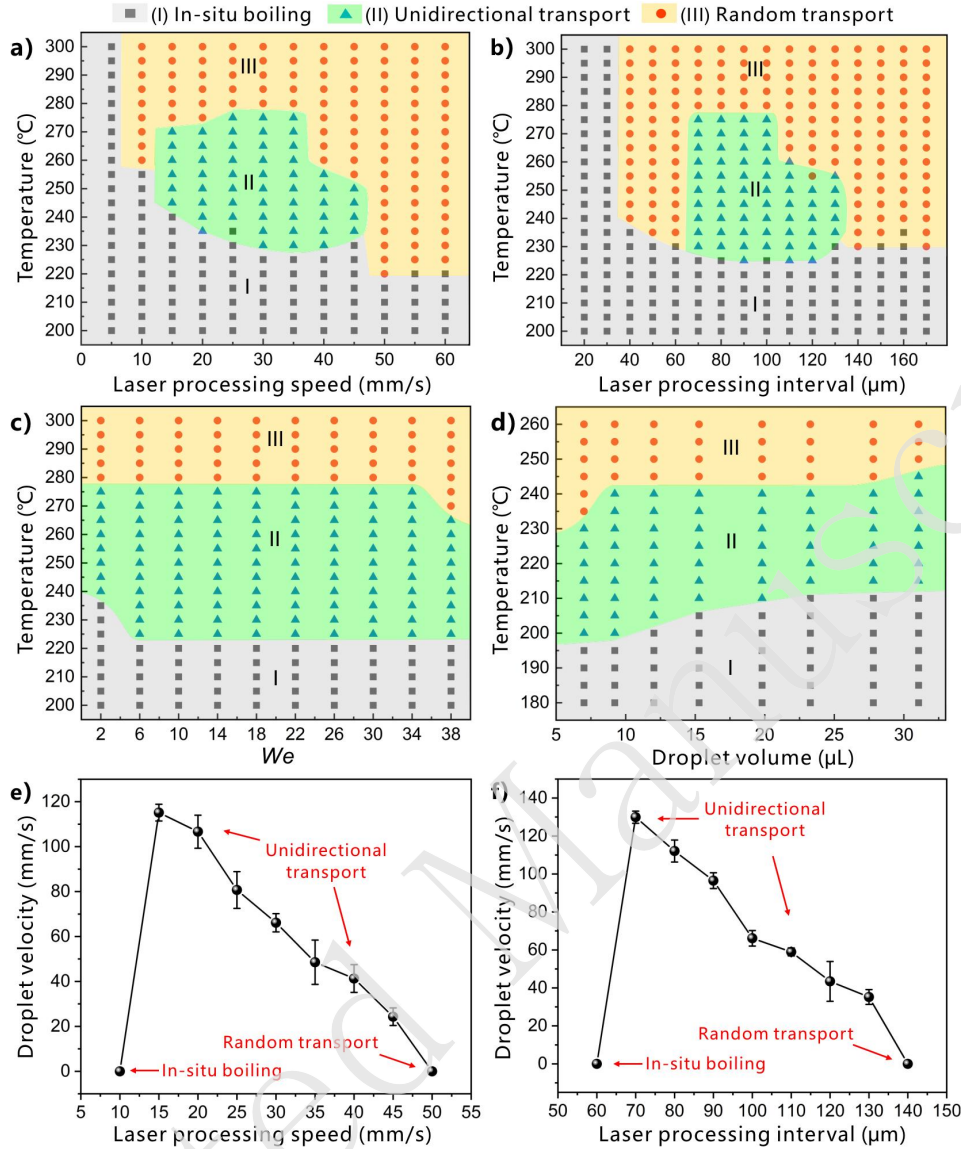 (I) In-situ boiling (II) Unidirectional transport (III) Random transport
a)
300
290
280
270
260
250
240
230
220
210
200
Temperature (℃)
III
II
I
0 10 20 30 40 50 60
Laser processing speed (mm/s)
b)
300
290
280
270
260
250
240
230
220
210
200
Temperature (℃)
III
II
I
20 40 60 80 100 120 140 160
Laser processing interval (μm)
c)
300
290
280
270
260
250
240
230
220
210
200
Temperature (℃)
III
II
I
2 6 10 14 18 22 26 30 34 38
We
d)
260
250
240
230
220
210
200
190
180
Temperature (℃)
III
II
I
5 10 15 20 25 30
Droplet volume (μL)
e)
120
100
80
60
40
20
0
Droplet velocity (mm/s)
Unidirectional
transport
Random transport
In-situ boiling
5 10 15 20 25 30 35 40 45 50 55
Laser processing speed (mm/s)
f)
140
120
100
80
60
40
20
0
Droplet velocity (mm/s)
Unidirectional
transport
Random transport
In-situ boiling
50 60 70 80 90 100 110 120 130 140 150
Laser processing interval (μm)